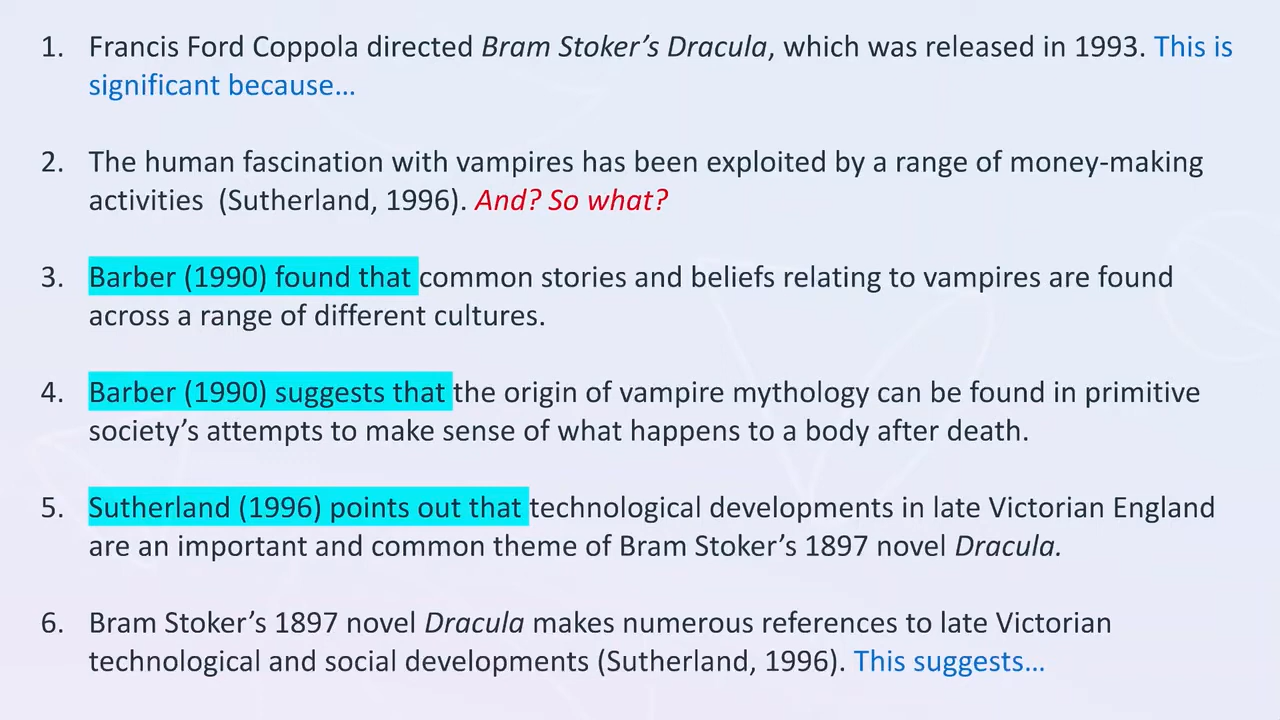 1. Francis Ford Coppola directed Bram Stoker’s Dracula, which was released in 1993. This is
significant because…
2. The human fascination with vampires has been exploited by a range of money-making
activities (Sutherland, 1996). And? So what?
3. Barber (1990) found that common stories and beliefs relating to vampires are found
across a range of different cultures.
4. Barber (1990) suggests that the origin of vampire mythology can be found in primitive
society’s attempts to make sense of what happens to a body after death.
5. Sutherland (1996) points out that technological developments in late Victorian England
are an important and common theme of Bram Stoker’s 1897 novel Dracula.
6. Bram Stoker’s 1897 novel Dracula makes numerous references to late Victorian
technological and social developments (Sutherland, 1996). This suggests…